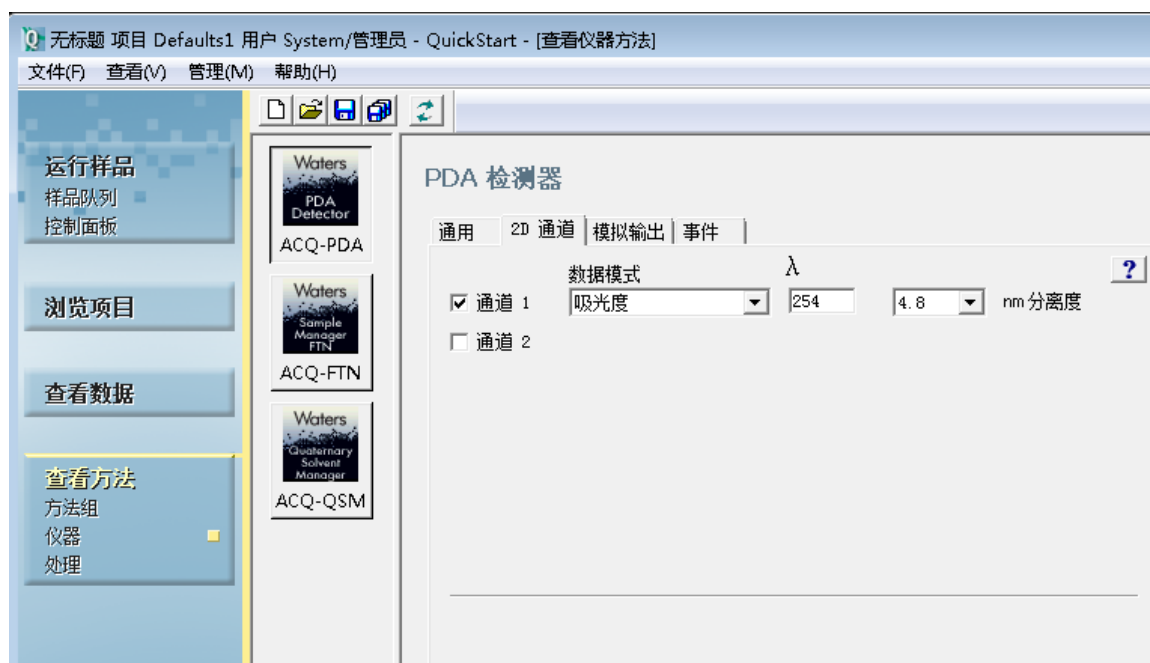 无标题 项目 Defaults1 用户 System/管理员 - QuickStart - [查看仪器方法]
文件(F) 查看(V) 管理(M) 帮助(H)
运行样品
样品队列
控制面板
浏览项目
查看数据
查看方法
方法组
仪器
处理
Waters
PDA
Detector
ACQ-PDA
Waters
Sample
Manager
FTN
ACQ-FTN
Waters
Quaternary
Solvent
Manager
ACQ-QSM
PDA 检测器
通用 2D 通道 模拟输出 事件
数据模式 λ ?
通道 1 吸光度 254 4.8 nm 分离度
通道 2